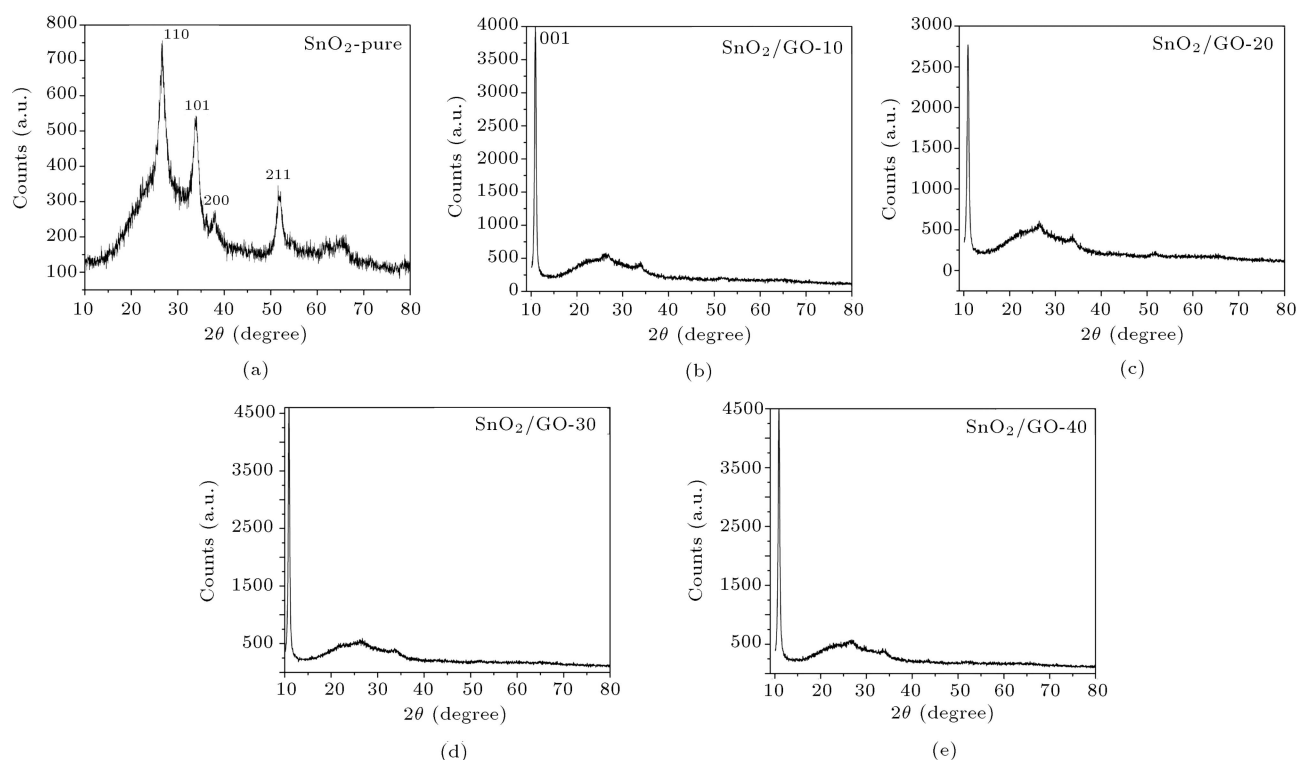 SnO₂-pure
110
101
200
211
800
700
600
500
400
300
200
100
Counts (a.u.)
10 20 30 40 50 60 70 80
2θ (degree)
(a)
SnO₂/GO-10
001
4000
3500
3000
2500
2000
1500
1000
500
0
Counts (a.u.)
10 20 30 40 50 60 70 80
2θ (degree)
(b)
SnO₂/GO-20
3000
2500
2000
1500
1000
500
0
Counts (a.u.)
10 20 30 40 50 60 70 80
2θ (degree)
(c)
SnO₂/GO-30
4500
3500
2500
1500
500
Counts (a.u.)
10 20 30 40 50 60 70 80
2θ (degree)
(d)
SnO₂/GO-40
4500
3500
2500
1500
500
Counts (a.u.)
10 20 30 40 50 60 70 80
2θ (degree)
(e)